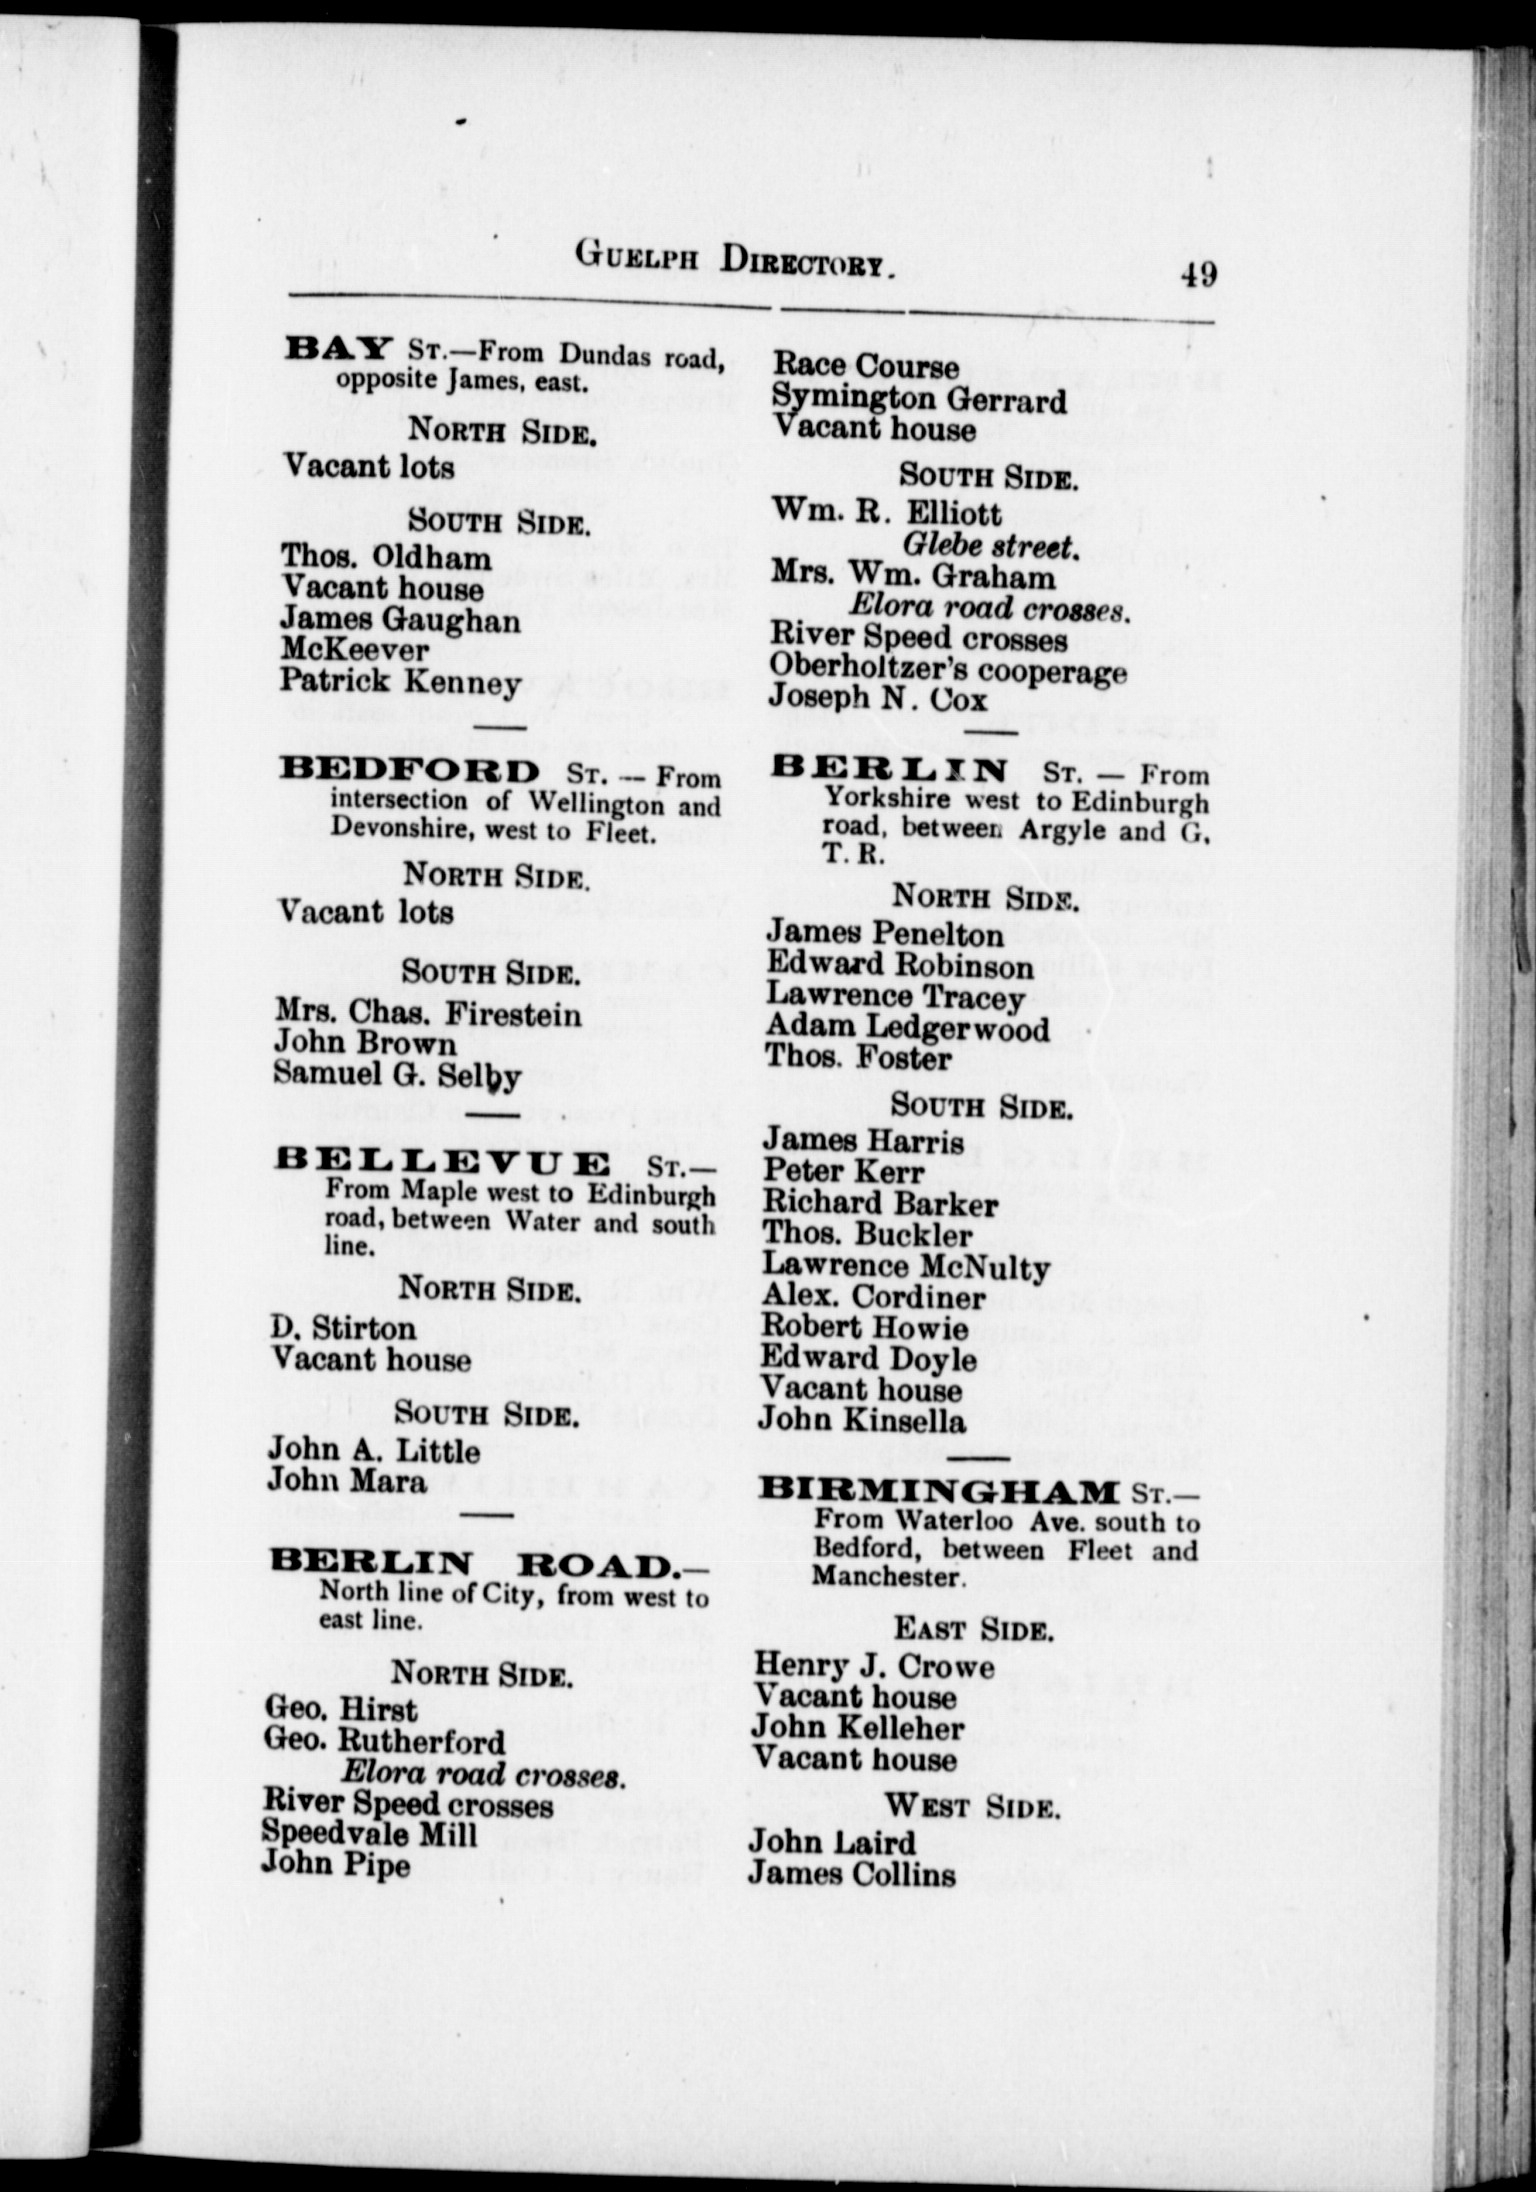 GUELPH DIRECTORY.
49
BAY ST.—From Dundas road,
opposite James, east.
NORTH SIDE.
Vacant lots
SOUTH SIDE.
Thos. Oldham
Vacant house
James Gaughan
McKeever
Patrick Kenney
BEDFORD ST. — From
intersection of Wellington and
Devonshire, west to Fleet.
NORTH SIDE.
Vacant lots
SOUTH SIDE.
Mrs. Chas. Firestein
John Brown
Samuel G. Selby
BELLEVUE ST.—
From Maple west to Edinburgh
road, between Water and south
line.
NORTH SIDE.
D. Stirton
Vacant house
SOUTH SIDE.
John A. Little
John Mara
BERLIN ROAD.—
North line of City, from west to
east line.
NORTH SIDE.
Geo. Hirst
Geo. Rutherford
Elora road crosses.
River Speed crosses
Speedvale Mill
John Pipe
Race Course
Symington Gerrard
Vacant house
SOUTH SIDE.
Wm. R. Elliott
Glebe street.
Mrs. Wm. Graham
Elora road crosses.
River Speed crosses
Oberholtzer's cooperage
Joseph N. Cox
BERLIN ST. — From
Yorkshire west to Edinburgh
road, between Argyle and G.
T. R.
NORTH SIDE.
James Penelton
Edward Robinson
Lawrence Tracey
Adam Ledgerwood
Thos. Foster
SOUTH SIDE.
James Harris
Peter Kerr
Richard Barker
Thos. Buckler
Lawrence McNulty
Alex. Cordiner
Robert Howie
Edward Doyle
Vacant house
John Kinsella
BIRMINGHAM ST.—
From Waterloo Ave. south to
Bedford, between Fleet and
Manchester.
EAST SIDE.
Henry J. Crowe
Vacant house
John Kelleher
Vacant house
WEST SIDE.
John Laird
James Collins